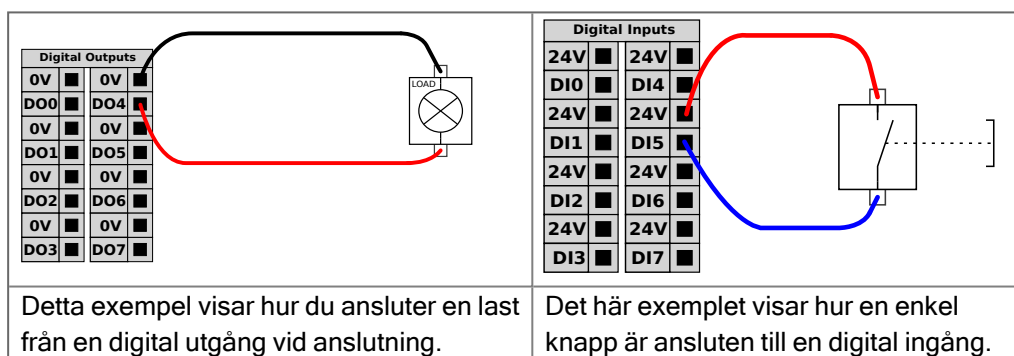 Digital Outputs
0V 0V
DO0 DO4
0V 0V
DO1 DO5
0V 0V
DO2 DO6
0V 0V
DO3 DO7
LOAD
Detta exempel visar hur du ansluter en last
från en digital utgång vid anslutning.
Digital Inputs
24V 24V
DI0 DI4
24V 24V
DI1 DI5
24V 24V
DI2 DI6
24V 24V
DI3 DI7
Det här exemplet visar hur en enkel
knapp är ansluten till en digital ingång.